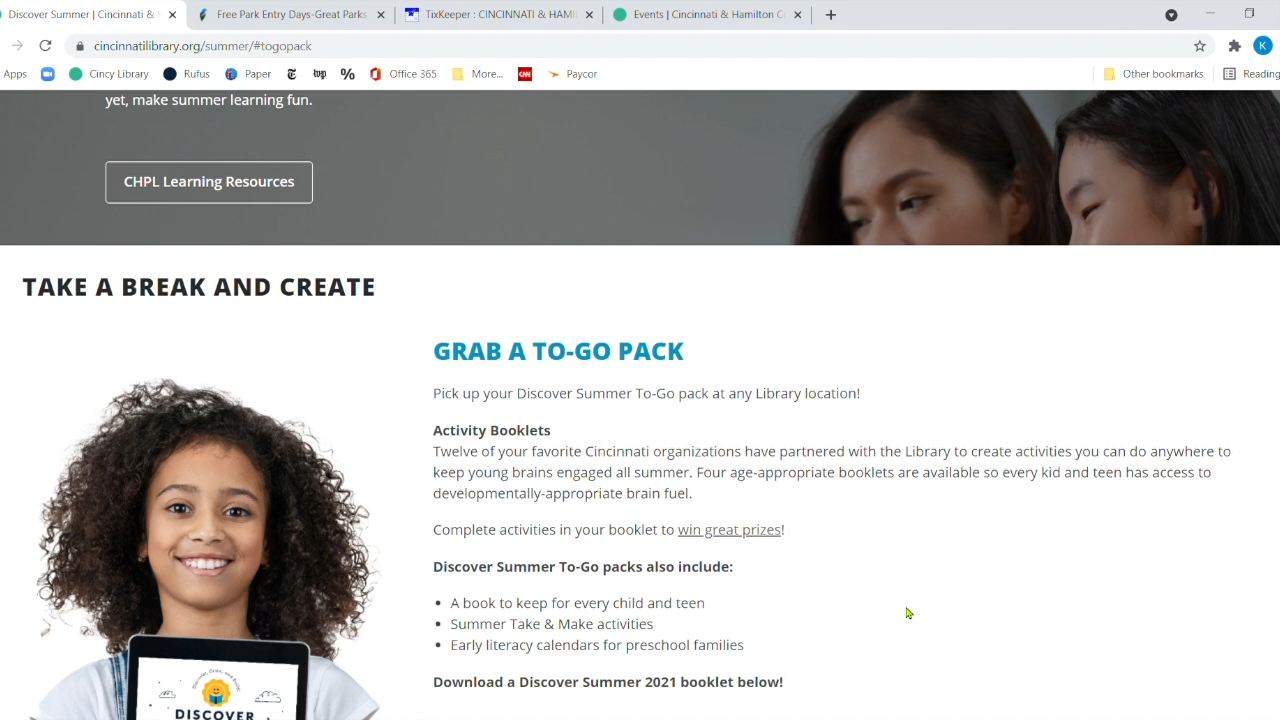 Discover Summer | Cincinnati &
Free Park Entry Days-Great Parks
TixKeeper : CINCINNATI & HAMI
Events | Cincinnati & Hamilton C
cincinnatilibrary.org/summer/#togopack
K
Apps
Cincy Library
Rufus
Paper
wp
%
Office 365
More...
CNN
Paycor
Other bookmarks
Reading
yet, make summer learning fun.
CHPL Learning Resources
TAKE A BREAK AND CREATE
GRAB A TO-GO PACK
Pick up your Discover Summer To-Go pack at any Library location!
Activity Booklets
Twelve of your favorite Cincinnati organizations have partnered with the Library to create activities you can do anywhere to
keep young brains engaged all summer. Four age-appropriate booklets are available so every kid and teen has access to
developmentally-appropriate brain fuel.
Complete activities in your booklet to win great prizes!
Discover Summer To-Go packs also include:
• A book to keep for every child and teen
• Summer Take & Make activities
• Early literacy calendars for preschool families
Download a Discover Summer 2021 booklet below!
Discover, Grow, and Build!
DISCOVER